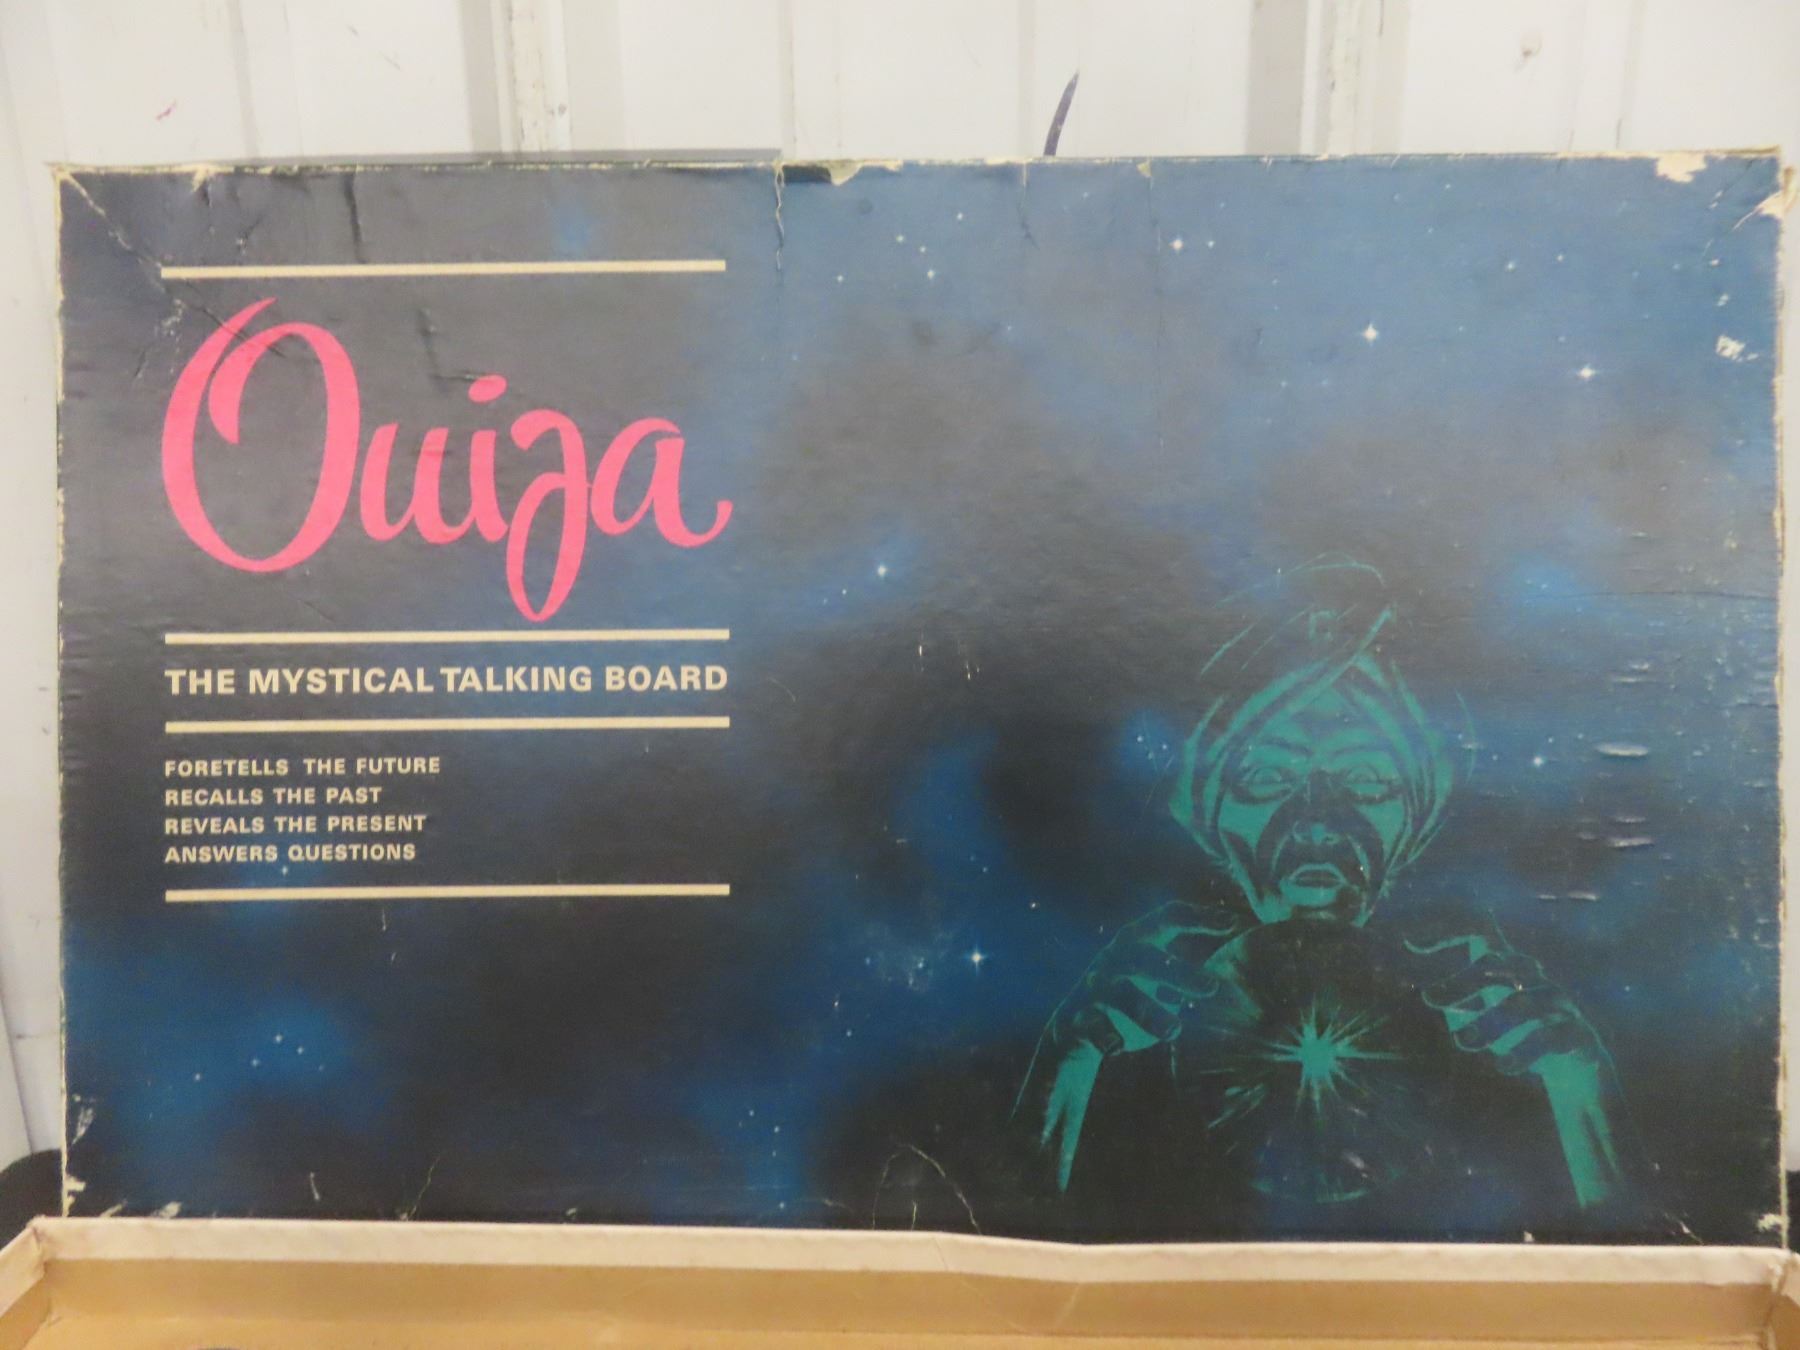 Ouija
THE MYSTICAL TALKING BOARD
FORETELLS THE FUTURE
RECALLS THE PAST
REVEALS THE PRESENT
ANSWERS QUESTIONS